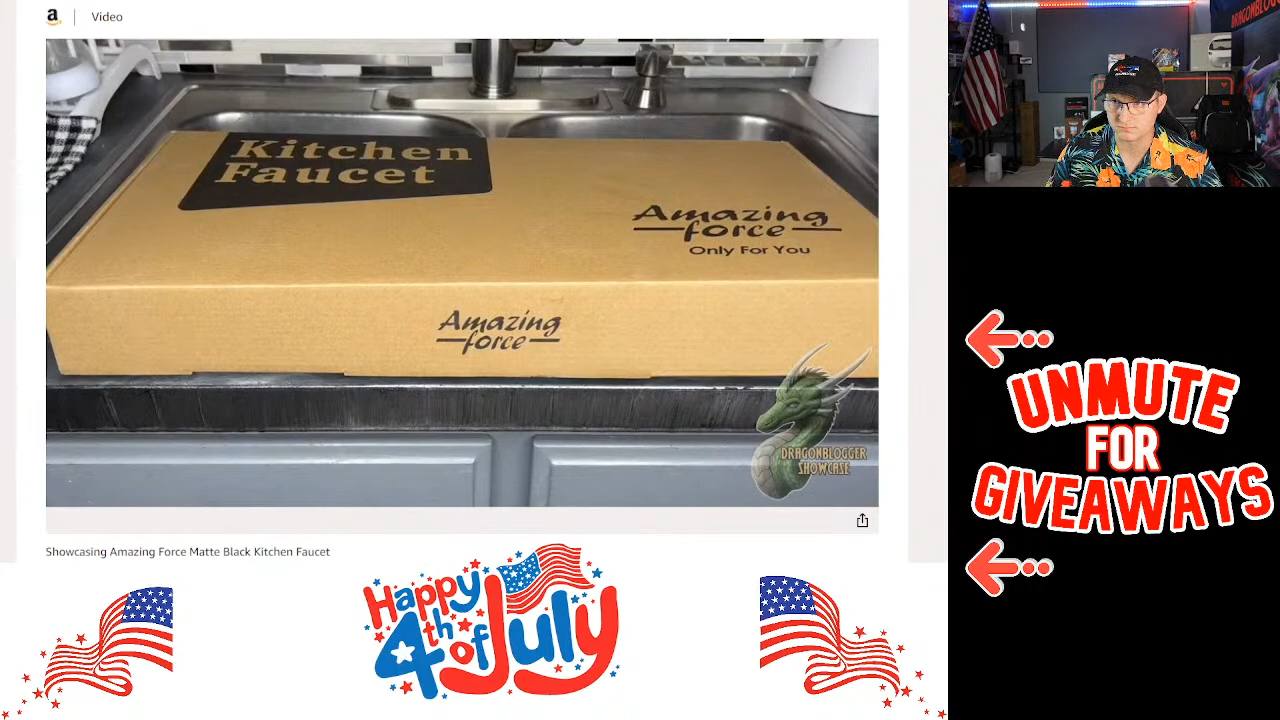 a
Video
Kitchen
Faucet
Amazing
force
Only For You
Amazing
force
DRAGONBLOGGER
SHOWCASE
Showcasing Amazing Force Matte Black Kitchen Faucet
Happy
4th of July
UNMUTE
FOR
GIVEAWAYS